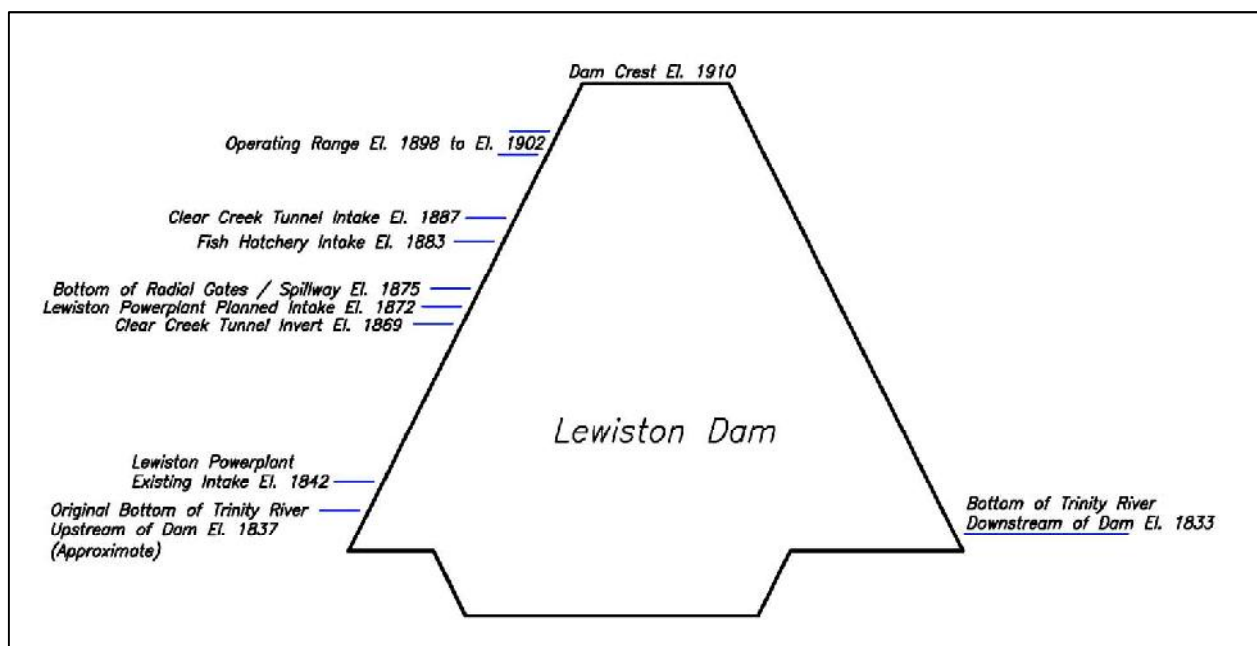 Dam Crest El. 1910
Operating Range El. 1898 to El. 1902
Clear Creek Tunnel Intake El. 1887
Fish Hatchery Intake El. 1883
Bottom of Radial Gates / Spillway El. 1875
Lewiston Powerplant Planned Intake El. 1872
Clear Creek Tunnel Invert El. 1869
Lewiston Dam
Lewiston Powerplant
Existing Intake El. 1842
Original Bottom of Trinity River
Upstream of Dam El. 1837
(Approximate)
Bottom of Trinity River
Downstream of Dam El. 1833